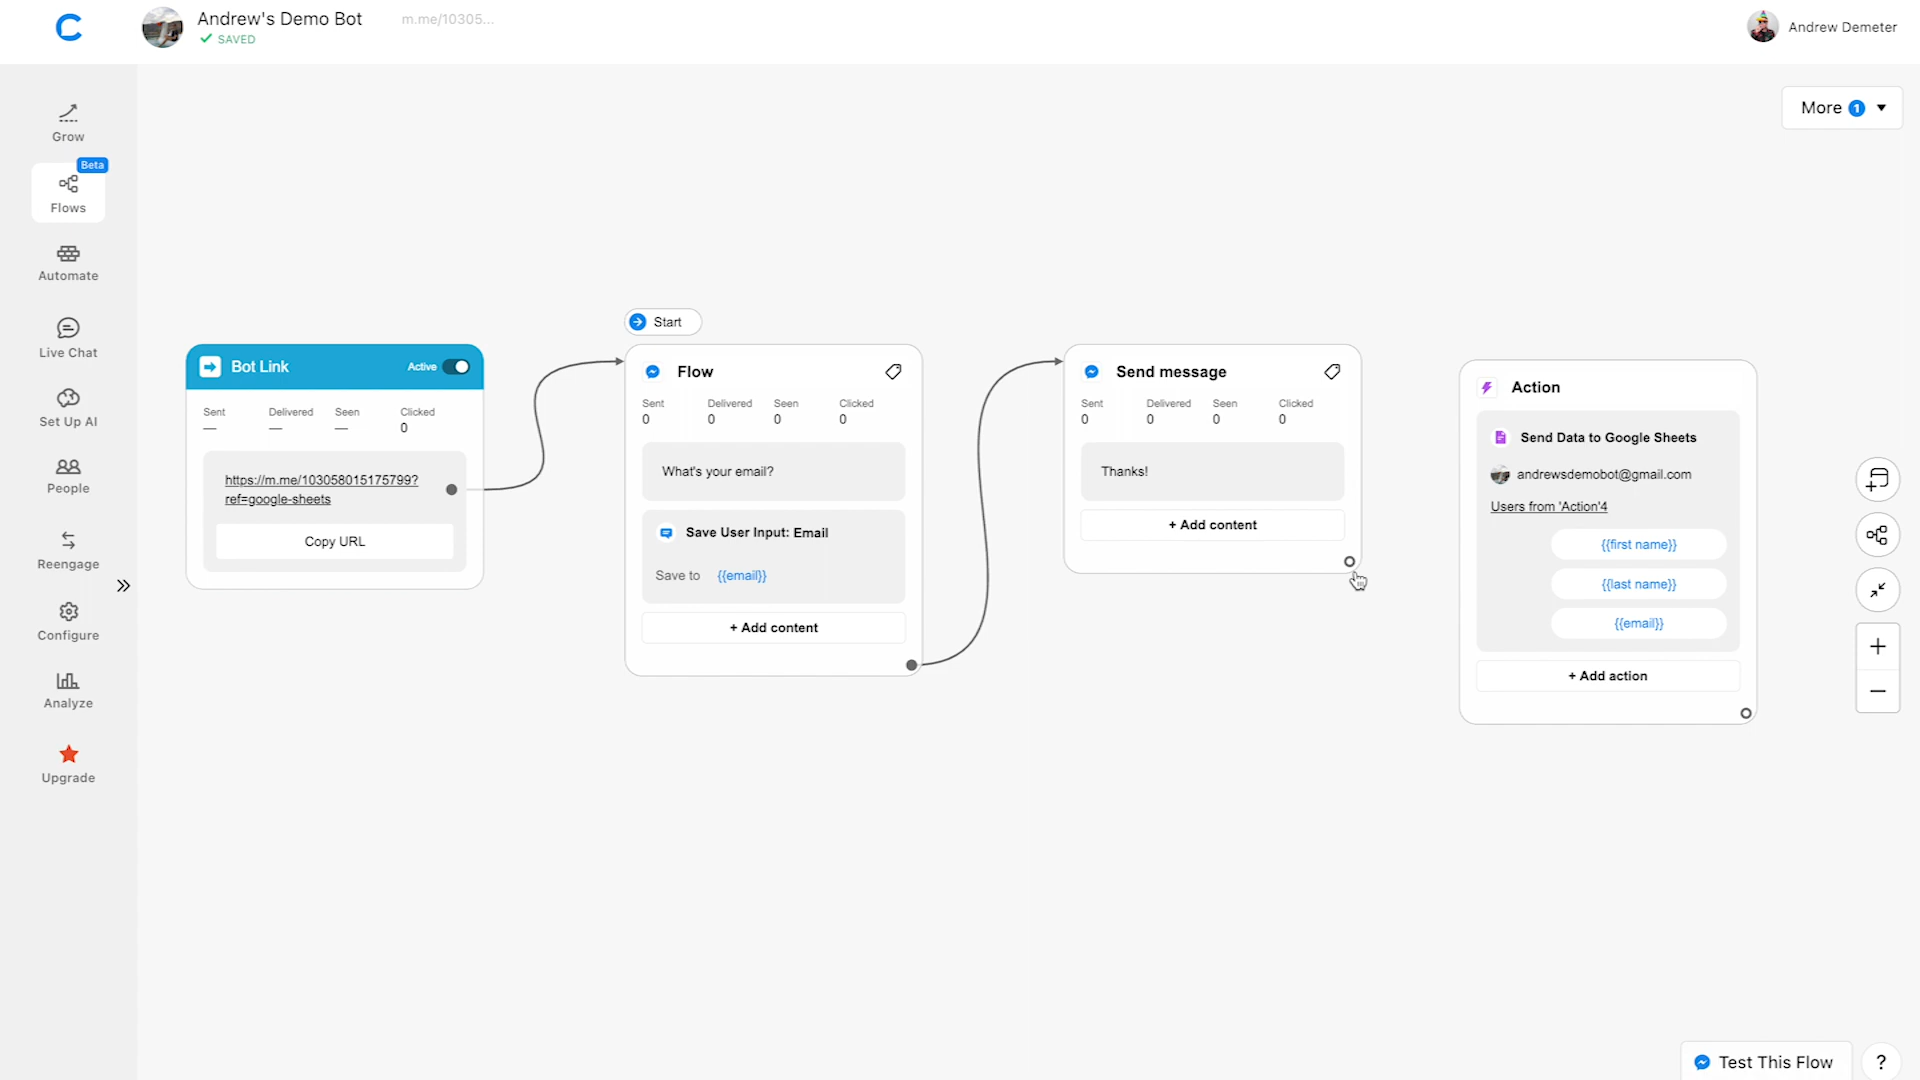 Andrew's Demo Bot
m.me/10305...
SAVED
Andrew Demeter
More 1
Grow
Beta
Flows
Automate
Live Chat
Set Up AI
People
Reengage
Configure
Analyze
Upgrade
Bot Link
Active
Sent Delivered Seen Clicked
— — — 0
https://m.me/103058015175799?
ref=google-sheets
Copy URL
Start
Flow
Sent Delivered Seen Clicked
0 0 0 0
What's your email?
Save User Input: Email
Save to {{email}}
+ Add content
Send message
Sent Delivered Seen Clicked
0 0 0 0
Thanks!
+ Add content
Action
Send Data to Google Sheets
andrewsdemobot@gmail.com
Users from 'Action'4
{{first name}}
{{last name}}
{{email}}
+ Add action
Test This Flow
?